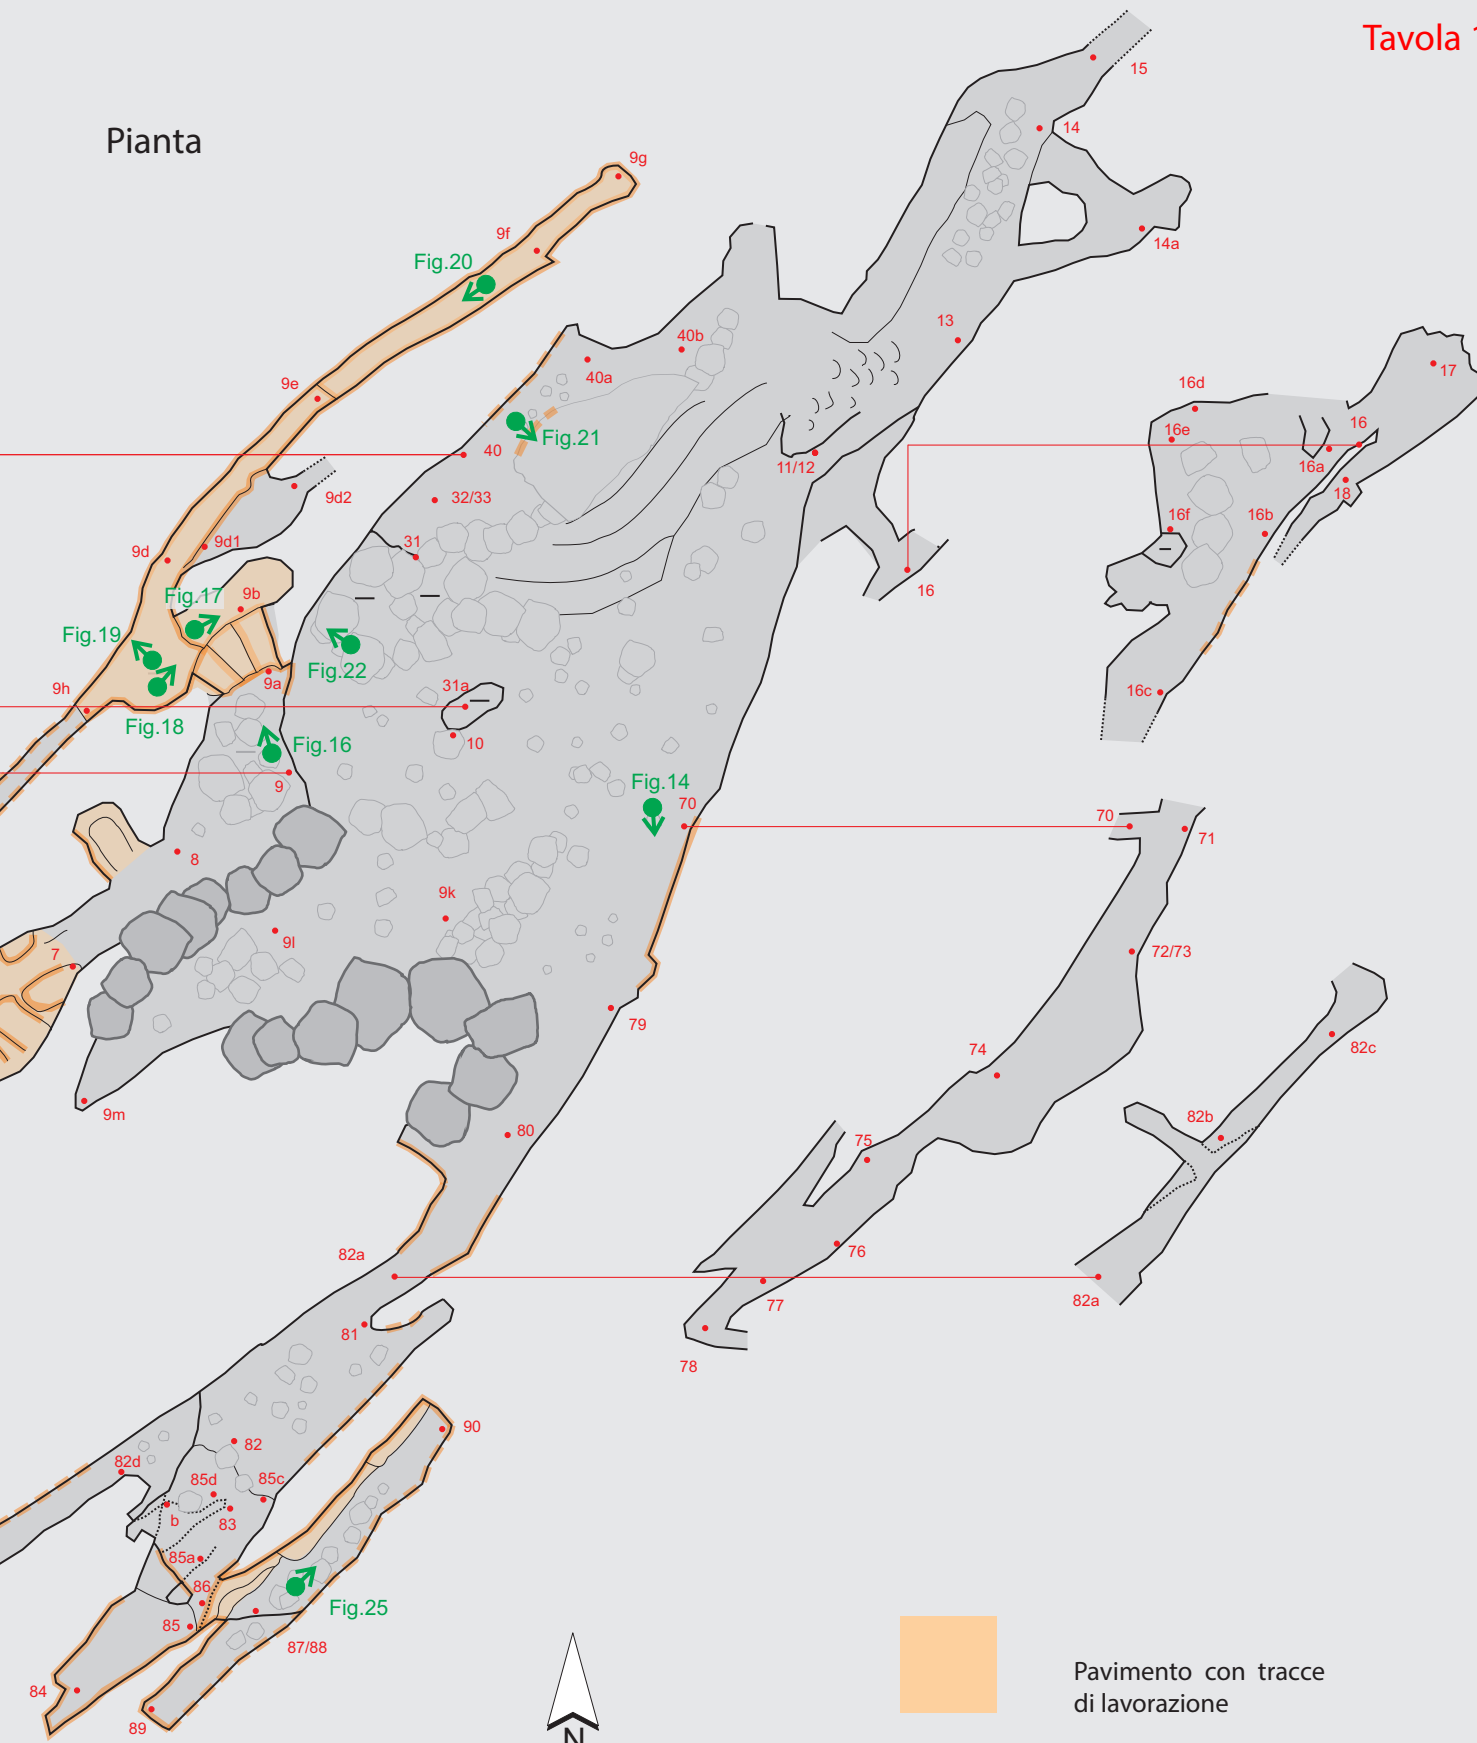 Tavola 1
Pianta
15
14
9g
14a
9f
Fig.20
13
40b
40a
17
9e
16d
16
16e
Fig.21
40
16a
11/12
9d2
32/33
18
16b
16f
31
9d1
9d
16
Fig.17
9b
Fig.19
Fig.22
9a
9h
31a
16c
Fig.18
Fig.16
10
9
Fig.14
70
70
71
8
9k
9l
7
72/73
79
74
82c
9m
82b
80
75
82a
76
77
82a
81
78
90
82
82d
85d
85c
b
83
85a
86
Fig.25
85
87/88
84
89
N
Pavimento con tracce
di lavorazione